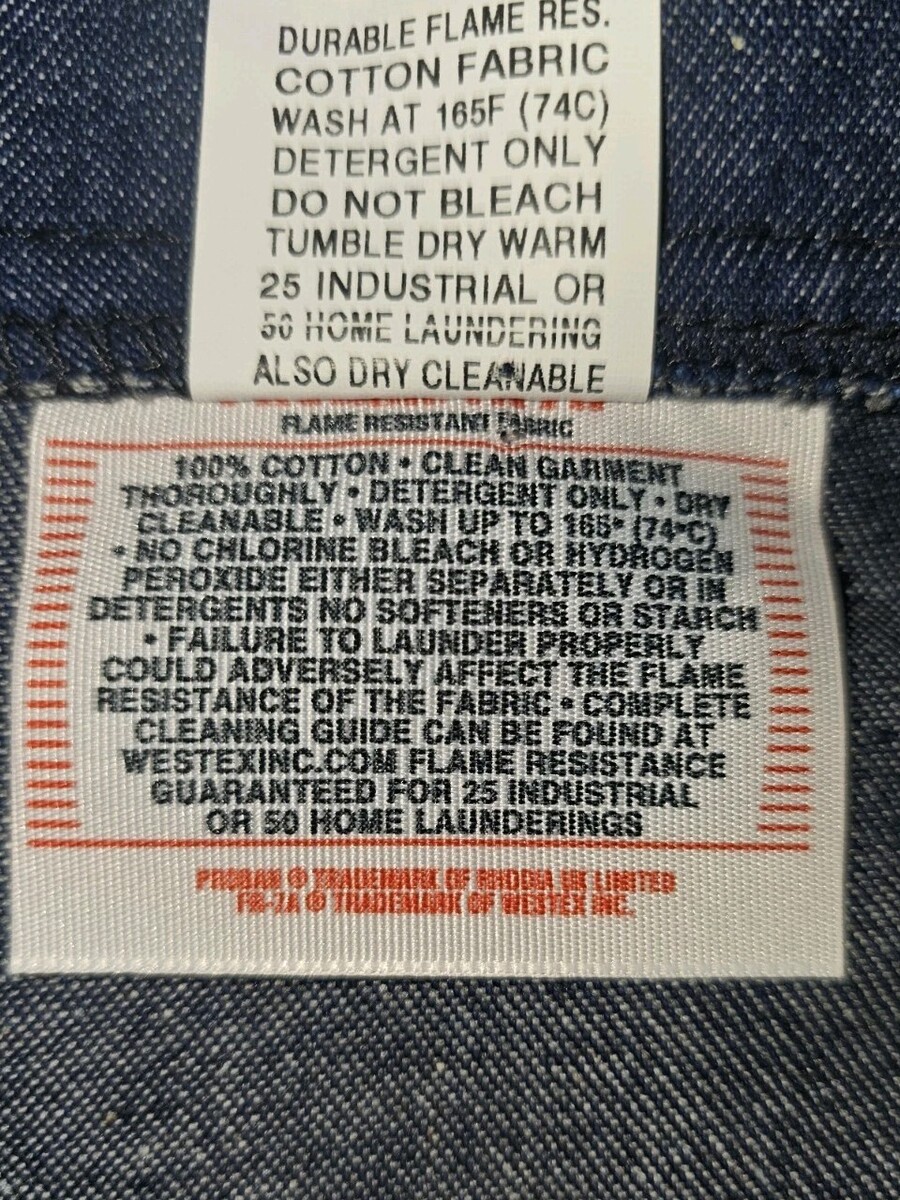 DURABLE FLAME RES.
COTTON FABRIC
WASH AT 165F (74C)
DETERGENT ONLY
DO NOT BLEACH
TUMBLE DRY WARM
25 INDUSTRIAL OR
50 HOME LAUNDERING
ALSO DRY CLEANABLE
FLAME RESISTANT FABRIC
100% COTTON • CLEAN GARMENT
THOROUGHLY • DETERGENT ONLY • DRY
CLEANABLE • WASH UP TO 165° (74°C)
• NO CHLORINE BLEACH OR HYDROGEN
PEROXIDE EITHER SEPARATELY OR IN
DETERGENTS NO SOFTENERS OR STARCH
• FAILURE TO LAUNDER PROPERLY
COULD ADVERSELY AFFECT THE FLAME
RESISTANCE OF THE FABRIC • COMPLETE
CLEANING GUIDE CAN BE FOUND AT
WESTEXINC.COM FLAME RESISTANCE
GUARANTEED FOR 25 INDUSTRIAL
OR 50 HOME LAUNDERINGS
PROBAN ® TRADEMARK OF RHODIA UK LIMITED
FR-7A ® TRADEMARK OF WESTEX INC.